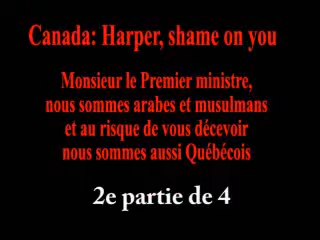 Canada: Harper, shame on you
Monsieur le Premier ministre,
nous sommes arabes et musulmans
et au risque de vous décevoir
nous sommes aussi Québécois
2e partie de 4